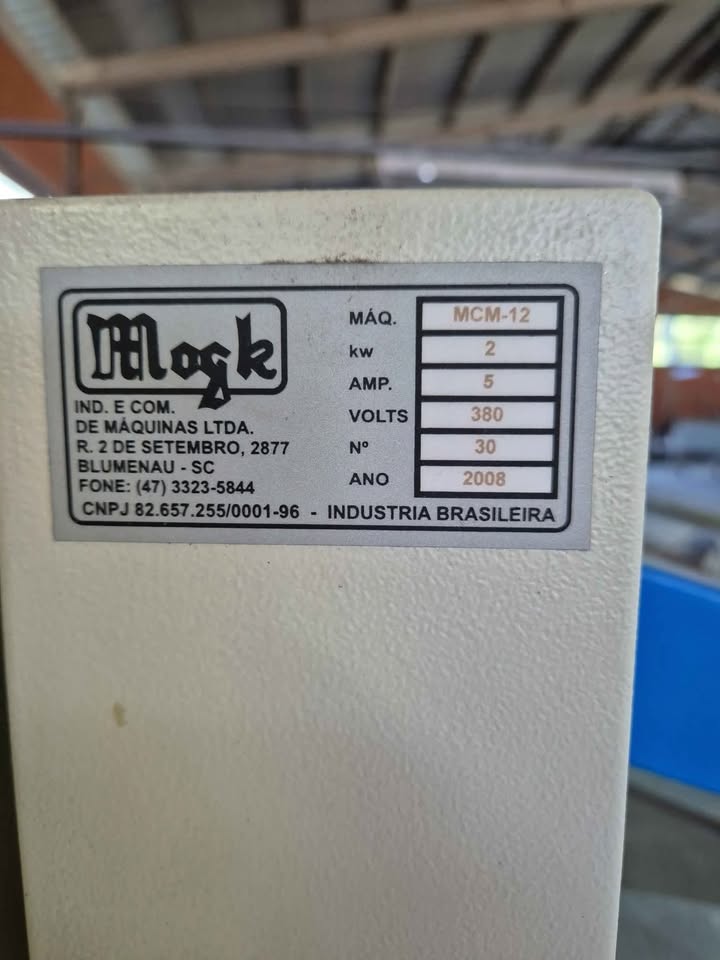 Mogk
IND. E COM.
DE MÁQUINAS LTDA.
R. 2 DE SETEMBRO, 2877
BLUMENAU - SC
FONE: (47) 3323-5844
MÁQ. MCM-12
kw 2
AMP. 5
VOLTS 380
Nº 30
ANO 2008
CNPJ 82.657.255/0001-96 - INDUSTRIA BRASILEIRA